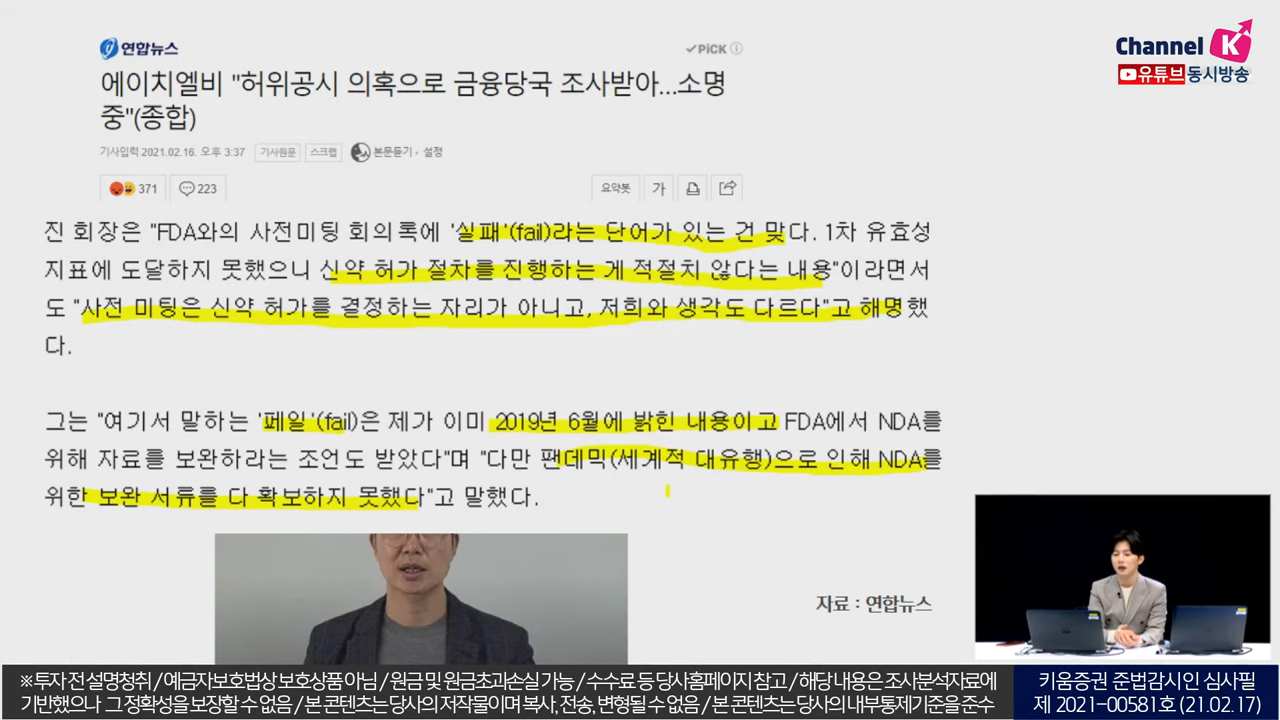 연합뉴스
✓PiCK ⓘ
Channel K
유튜브동시방송
에이치엘비 "허위공시 의혹으로 금융당국 조사받아...소명
중"(종합)
기사입력 2021.02.16. 오후 3:37 기사원문 스크랩 본문듣기 · 설정
371 223 요약봇 가
진 회장은 "FDA와의 사전미팅 회의록에 '실패'(fail)라는 단어가 있는 건 맞다. 1차 유효성
지표에 도달하지 못했으니 신약 허가 절차를 진행하는 게 적절치 않다는 내용"이라면서
도 "사전 미팅은 신약 허가를 결정하는 자리가 아니고, 저희와 생각도 다르다"고 해명했
다.
그는 "여기서 말하는 '페일'(fail)은 제가 이미 2019년 6월에 밝힌 내용이고 FDA에서 NDA를
위해 자료를 보완하라는 조언도 받았다"며 "다만 팬데믹(세계적 대유행)으로 인해 NDA를
위한 보완 서류를 다 확보하지 못했다"고 말했다.
자료 : 연합뉴스
※ 투자 전 설명청취 / 예금자보호법상 보호상품 아님 / 원금 및 원금초과손실 가능 / 수수료 등 당사홈페이지 참고 / 해당 내용은 조사분석자료에
기반했으나 그 정확성을 보장할 수 없음 / 본 콘텐츠는 당사의 저작물이며 복사, 전송, 변형될 수 없음 / 본 콘텐츠는 당사의 내부통제기준을 준수
키움증권 준법감시인 심사필
제 2021-00581호 (21.02.17)